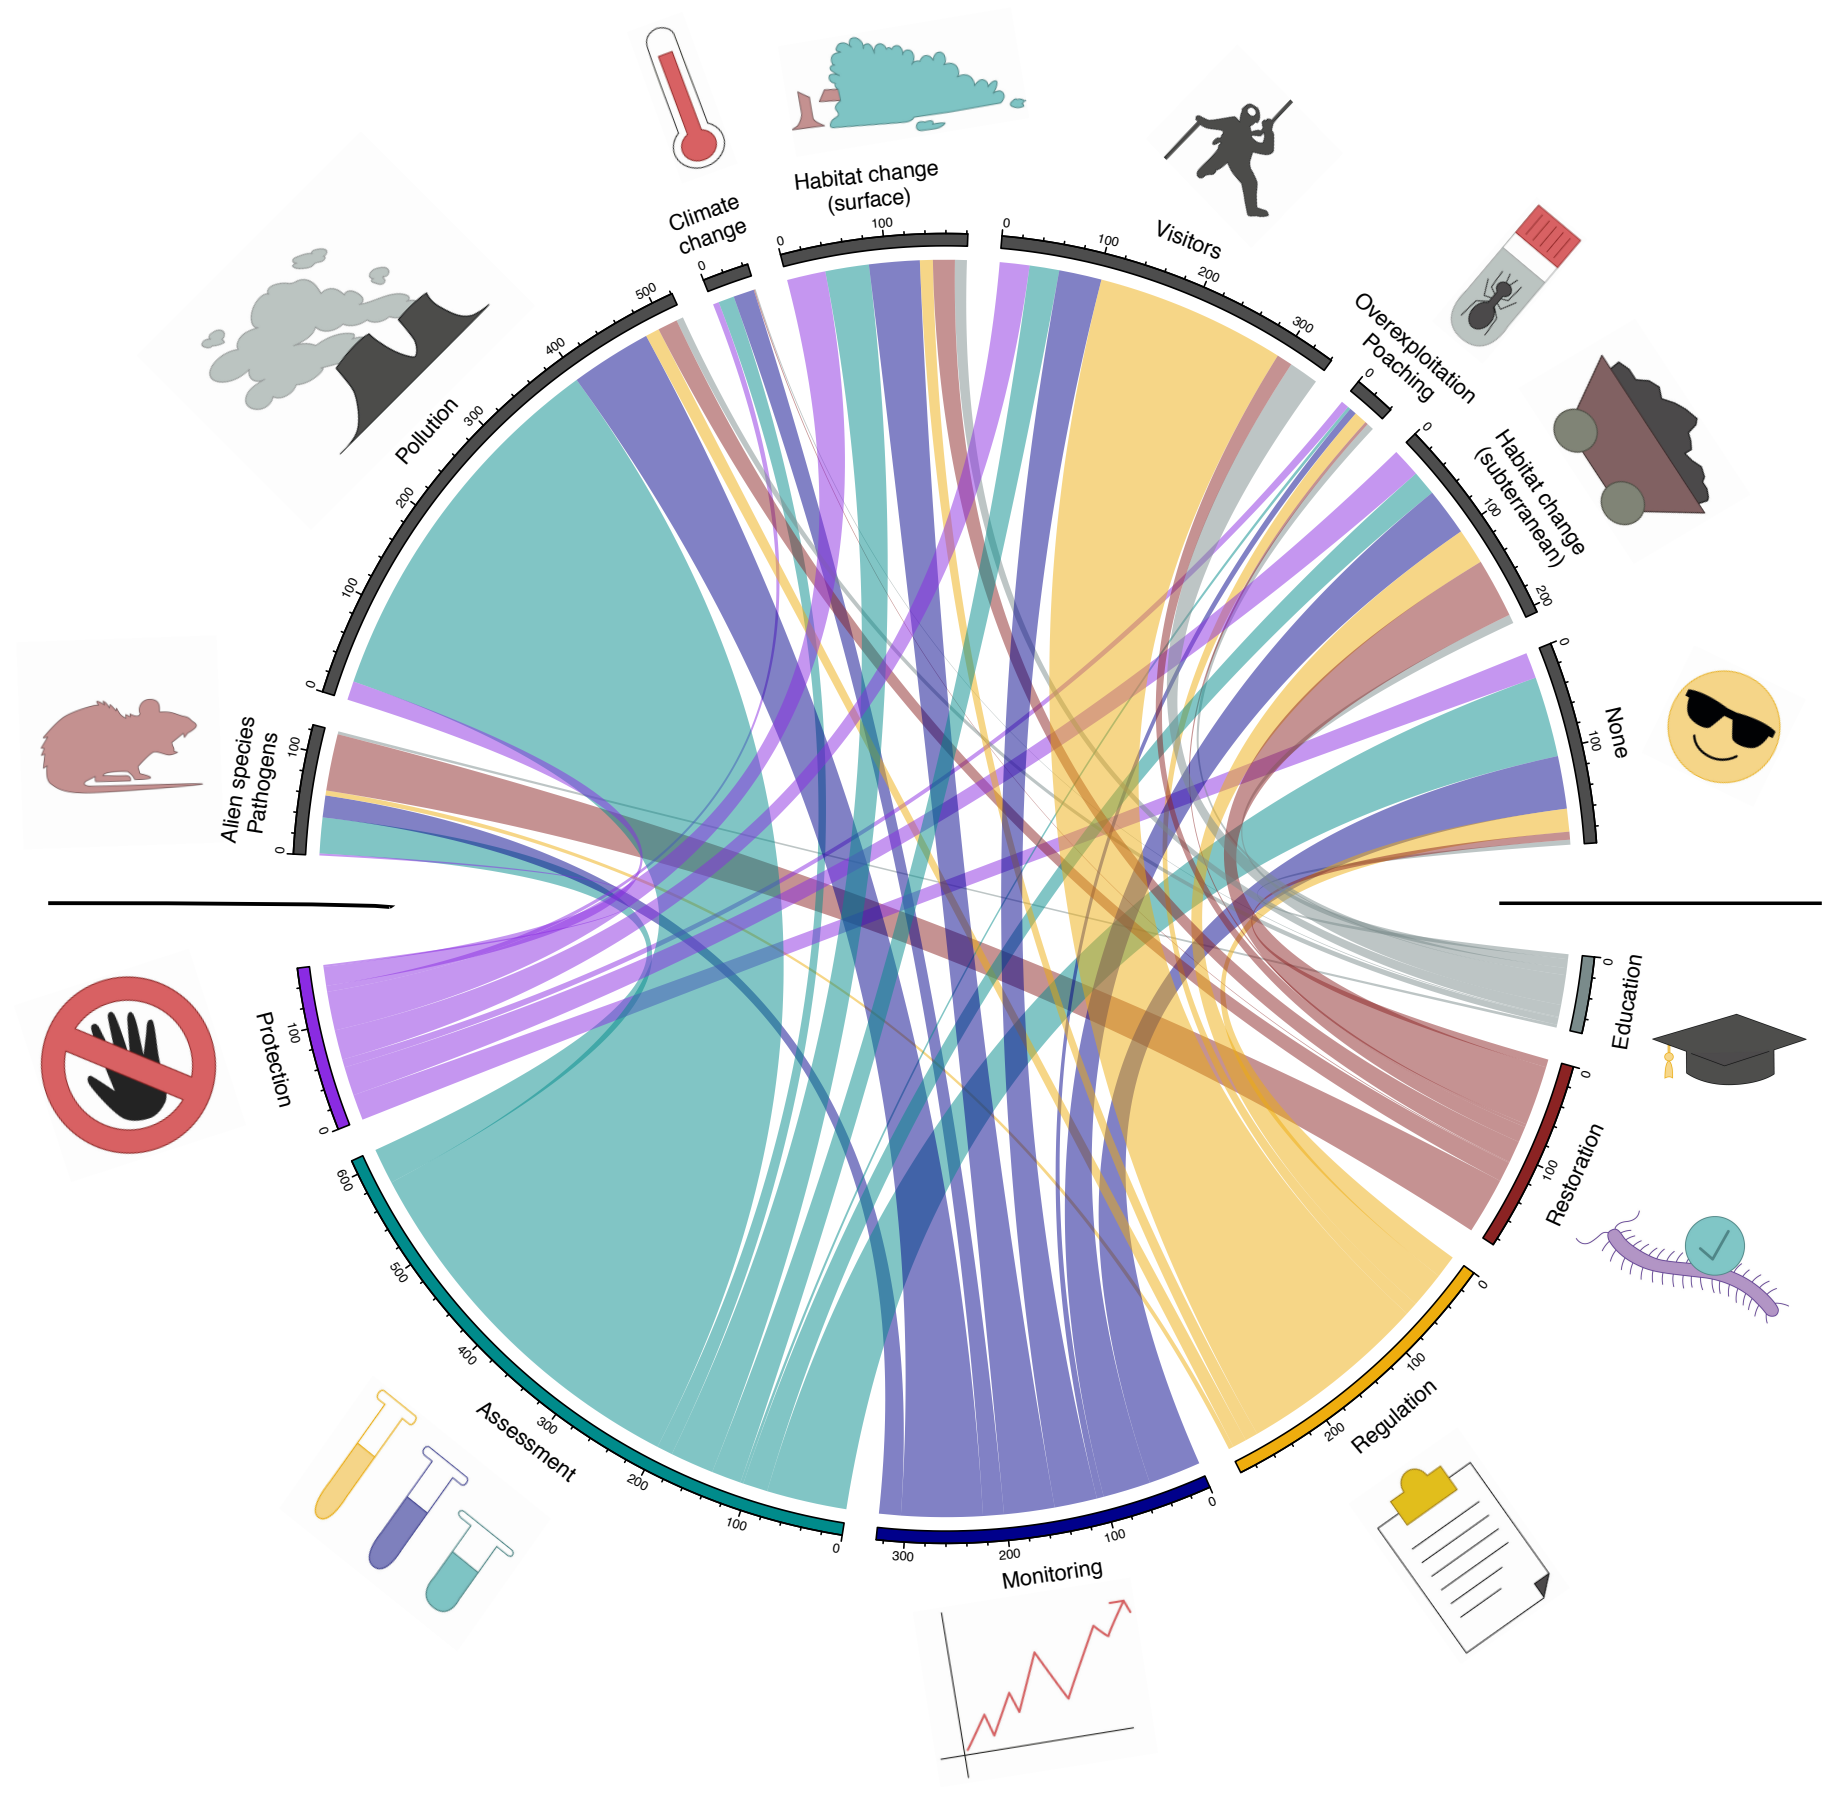 Climate
change
0
Habitat change
(surface)
0
100
Visitors
0
100
200
300
Overexploitation
Poaching
0
Habitat change
(subterranean)
0
100
200
None
0
100
Education
0
Restoration
0
100
Regulation
0
100
200
Monitoring
0
100
200
300
Assessment
0
100
200
300
400
500
600
Protection
0
100
Alien species
Pathogens
0
100
Pollution
0
100
200
300
400
500